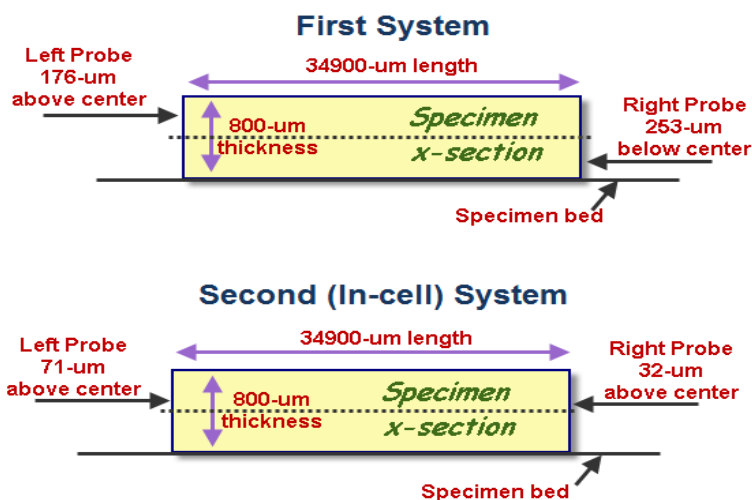 First System
Left Probe
176-um
above center
34900-um length
800-um
thickness
Specimen
x-section
Right Probe
253-um
below center
Specimen bed
Second (In-cell) System
Left Probe
71-um
above center
34900-um length
800-um
thickness
Specimen
x-section
Right Probe
32-um
above center
Specimen bed